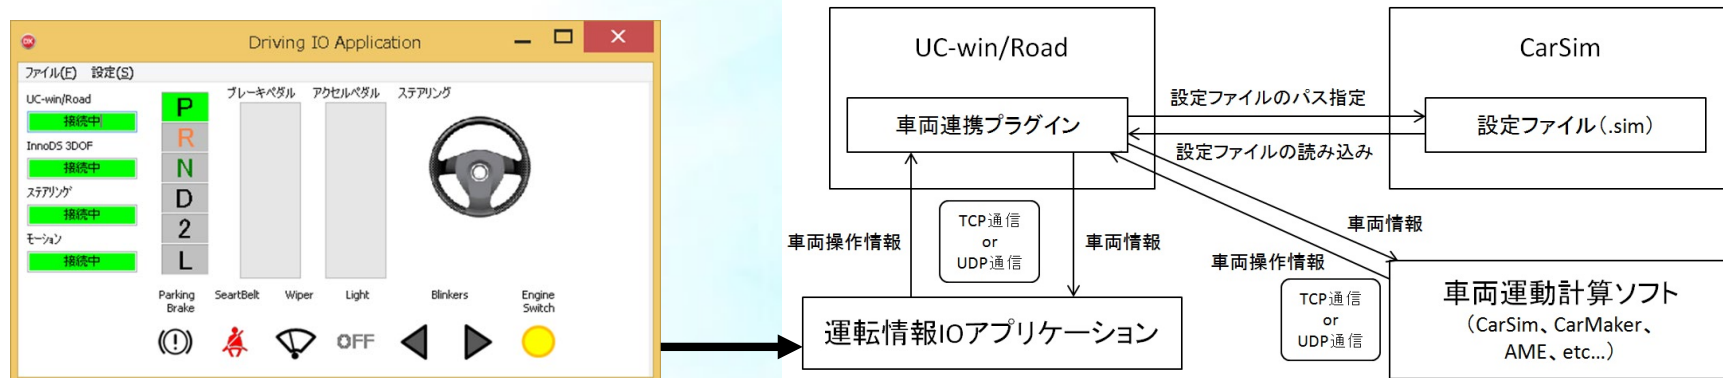 Driving IO Application
ファイル(F) 設定(S)
UC-win/Road
接続中
InnoDS 3DOF
接続中
ステアリング
接続中
モーション
接続中
P
R
N
D
2
L
ブレーキペダル アクセルペダル ステアリング
Parking
Brake
SeartBelt
Wiper
Light
Blinkers
Engine
Switch
OFF
UC-win/Road
車両連携プラグイン
CarSim
設定ファイル(.sim)
設定ファイルのパス指定
設定ファイルの読み込み
車両操作情報
TCP通信
or
UDP通信
車両情報
車両情報
車両操作情報
TCP通信
or
UDP通信
運転情報IOアプリケーション
車両運動計算ソフト
(CarSim、CarMaker、
AME、etc…)